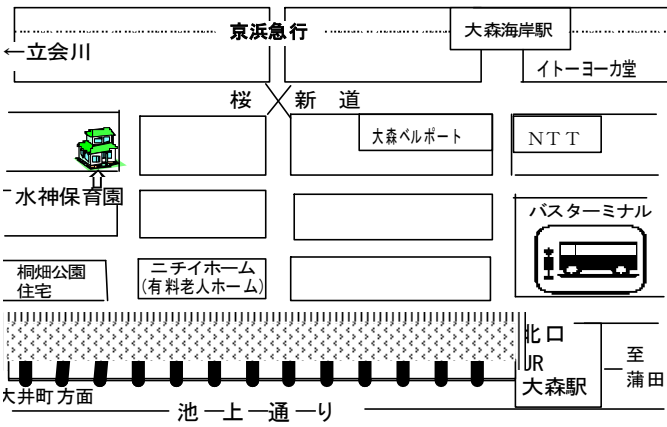 京浜急行
大森海岸駅
←立会川
イトーヨーカ堂
桜 新 道
大森ベルポート
ＮＴＴ
水神保育園
バスターミナル
桐畑公園
住宅
ニチイホーム
(有料老人ホーム)
北口
JR
大森駅
至
蒲田
大井町方面
池 ー上ー通ーり